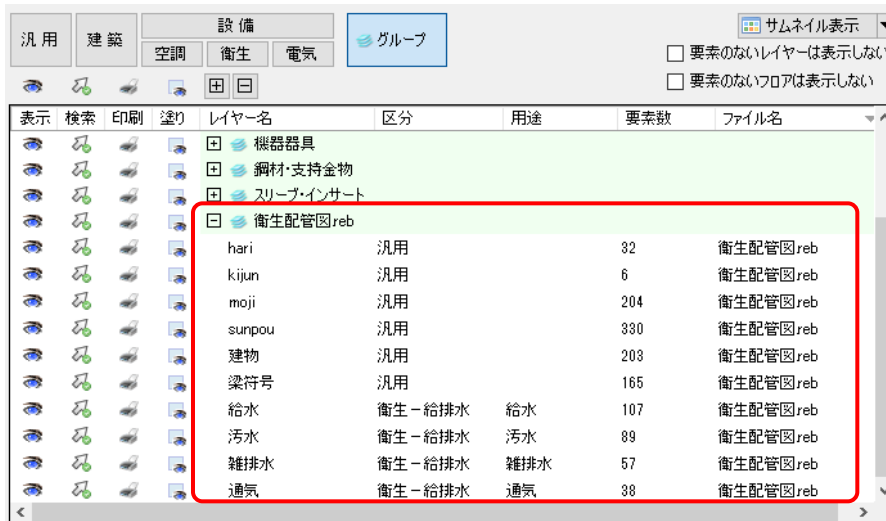 汎用 建築 設備 グループ サムネイル表示
空調 衛生 電気 要素のないレイヤーは表示しない
要素のないフロアは表示しない
表示 検索 印刷 塗り レイヤー名 区分 用途 要素数 ファイル名
機器器具
鋼材・支持金物
スリーブ・インサート
衛生配管図.reb
hari 汎用 32 衛生配管図.reb
kijun 汎用 6 衛生配管図.reb
moji 汎用 204 衛生配管図.reb
sunpou 汎用 330 衛生配管図.reb
建物 汎用 203 衛生配管図.reb
梁符号 汎用 165 衛生配管図.reb
給水 衛生－給排水 給水 107 衛生配管図.reb
汚水 衛生－給排水 汚水 89 衛生配管図.reb
雑排水 衛生－給排水 雑排水 57 衛生配管図.reb
通気 衛生－給排水 通気 38 衛生配管図.reb